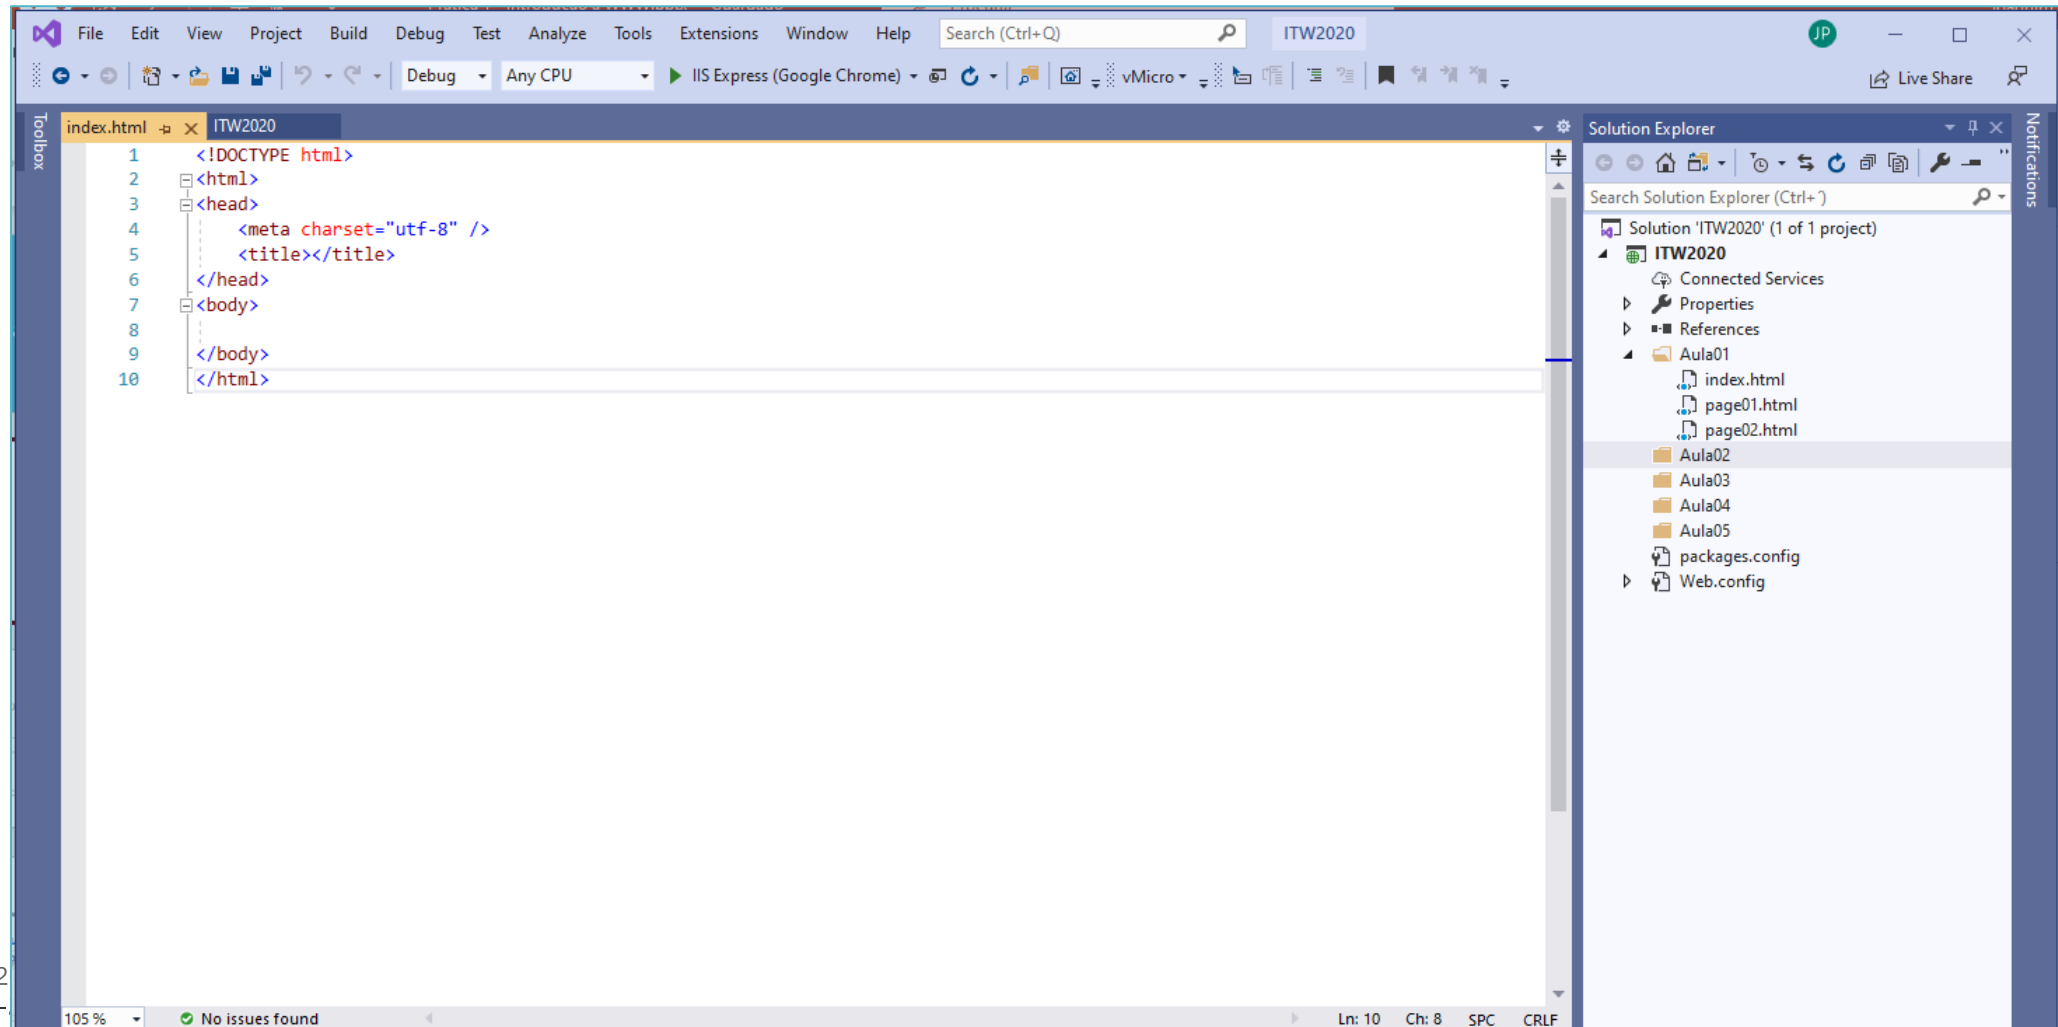 File Edit View Project Build Debug Test Analyze Tools Extensions Window Help Search (Ctrl+Q) ITW2020 JP
Debug Any CPU IIS Express (Google Chrome) vMicro Live Share
Toolbox
index.html ITW2020
1 <!DOCTYPE html>
2 <html>
3 <head>
4 <meta charset="utf-8" />
5 <title></title>
6 </head>
7 <body>
8
9 </body>
10 </html>
105 % No issues found Ln: 10 Ch: 8 SPC CRLF
Solution Explorer
Search Solution Explorer (Ctrl+´)
Solution 'ITW2020' (1 of 1 project)
ITW2020
Connected Services
Properties
References
Aula01
index.html
page01.html
page02.html
Aula02
Aula03
Aula04
Aula05
packages.config
Web.config
Notifications